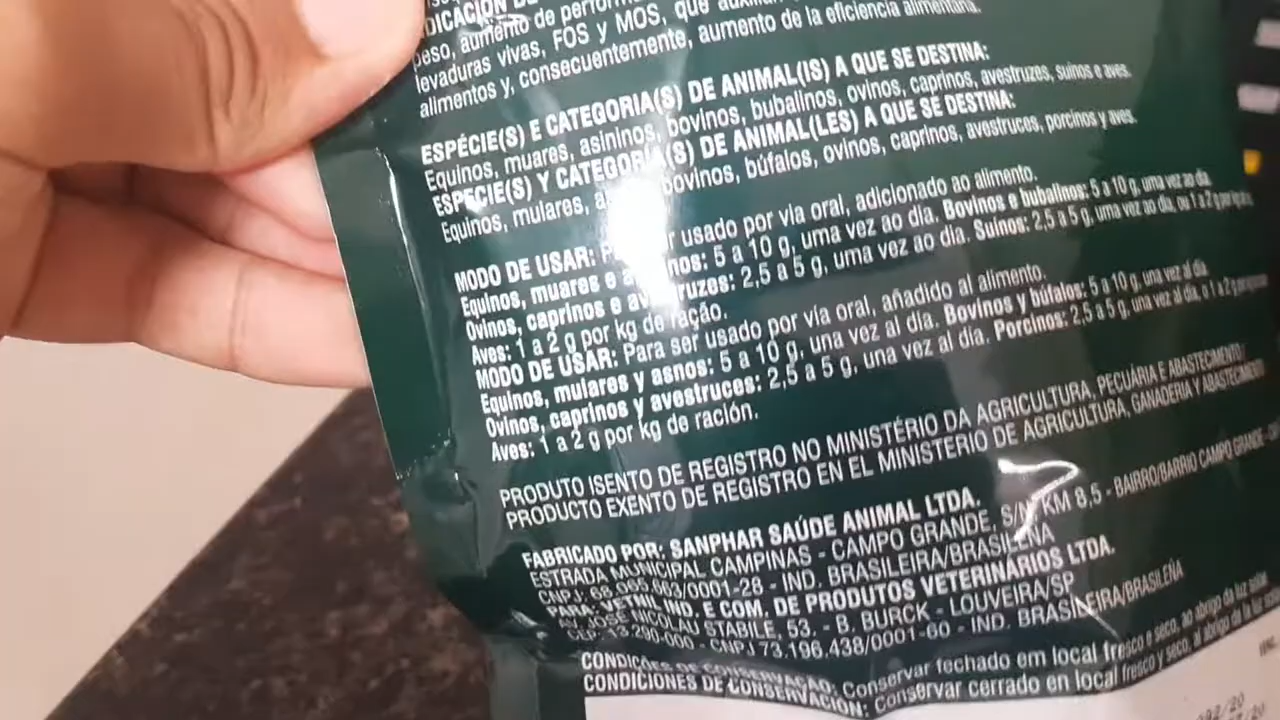 peso, aumento de
levaduras vivas, FOS y MOS, que
alimentos y, consecuentemente, aumento de la eficiencia alimentaria.
ESPÉCIE(S) E CATEGORIA(S) DE ANIMAL(IS) A QUE SE DESTINA:
Equinos, muares, asininos, bovinos, bubalinos, ovinos, caprinos, avestruzes, suínos e aves.
ESPECIE(S) Y CATEGORIA(S) DE ANIMAL(LES) A QUE SE DESTINA:
Equinos, mulares, bovinos, búfalos, ovinos, caprinos, avestruces, porcinos y aves.
MODO DE USAR: usado por via oral, adicionado ao alimento.
Equinos, muares e 5 a 10 g, uma vez ao dia. Bovinos e bubalinos: 5 a 10 g, uma vez ao dia.
Ovinos, caprinos e avestruzes: 2,5 a 5 g, uma vez ao dia. Suínos: 2,5 a 5 g, uma vez ao dia, ou 1 a 2 g por
Aves: 1 a 2 g por kg de ração.
MODO DE USAR: Para ser usado por vía oral, añadido al alimento.
Equinos, mulares y asnos: 5 a 10 g, una vez al día. Bovinos y búfalos: 5 a 10 g, una vez al día
Ovinos, caprinos y avestruces: 2,5 a 5 g, una vez al día. Porcinos: 2,5 a 5 g, una vez al día, o 1 a 2 g
Aves: 1 a 2 g por kg de ración.
PRODUTO ISENTO DE REGISTRO NO MINISTÉRIO DA AGRICULTURA, PECUÁRIA E ABASTECIMENTO
PRODUCTO EXENTO DE REGISTRO EN EL MINISTERIO DE AGRICULTURA, GANADERIA Y ABASTECIMIENTO
FABRICADO POR: SANPHAR SAÚDE ANIMAL LTDA.
ESTRADA MUNICIPAL CAMPINAS - CAMPO GRANDE, S/Nº KM 8,5 - BAIRRO/BARRIO CAMPO GRANDE
CNPJ: 68.065.663/0001-28 - IND. BRASILEIRA/BRASILEÑA
PARA: VETNIL IND. E COM. DE PRODUTOS VETERINÁRIOS LTDA.
AV. JOSÉ NICOLAU STABILE, 53. - B. BURCK - LOUVEIRA/SP
CEP: 13.290-000 - CNPJ 73.196.438/0001-60 - IND. BRASILEIRA/BRASILEÑA
CONDIÇÕES DE CONSERVAÇÃO: Conservar fechado em local fresco e seco, ao abrigo da luz solar
CONDICIONES DE CONSERVACIÓN: Conservar cerrado en local fresco y seco, al abrigo de la luz